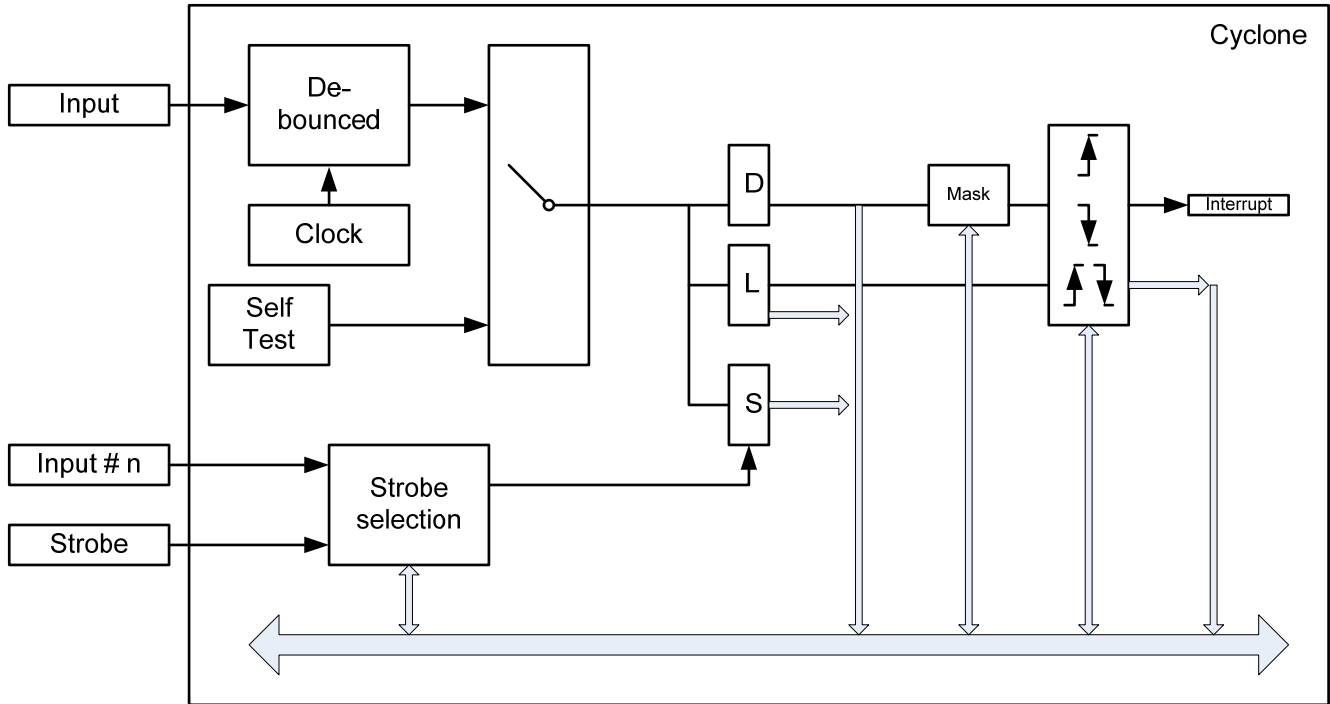 Cyclone
Input
De-
bounced
Clock
Self
Test
D
L
S
Mask
Interrupt
Input # n
Strobe
Strobe
selection